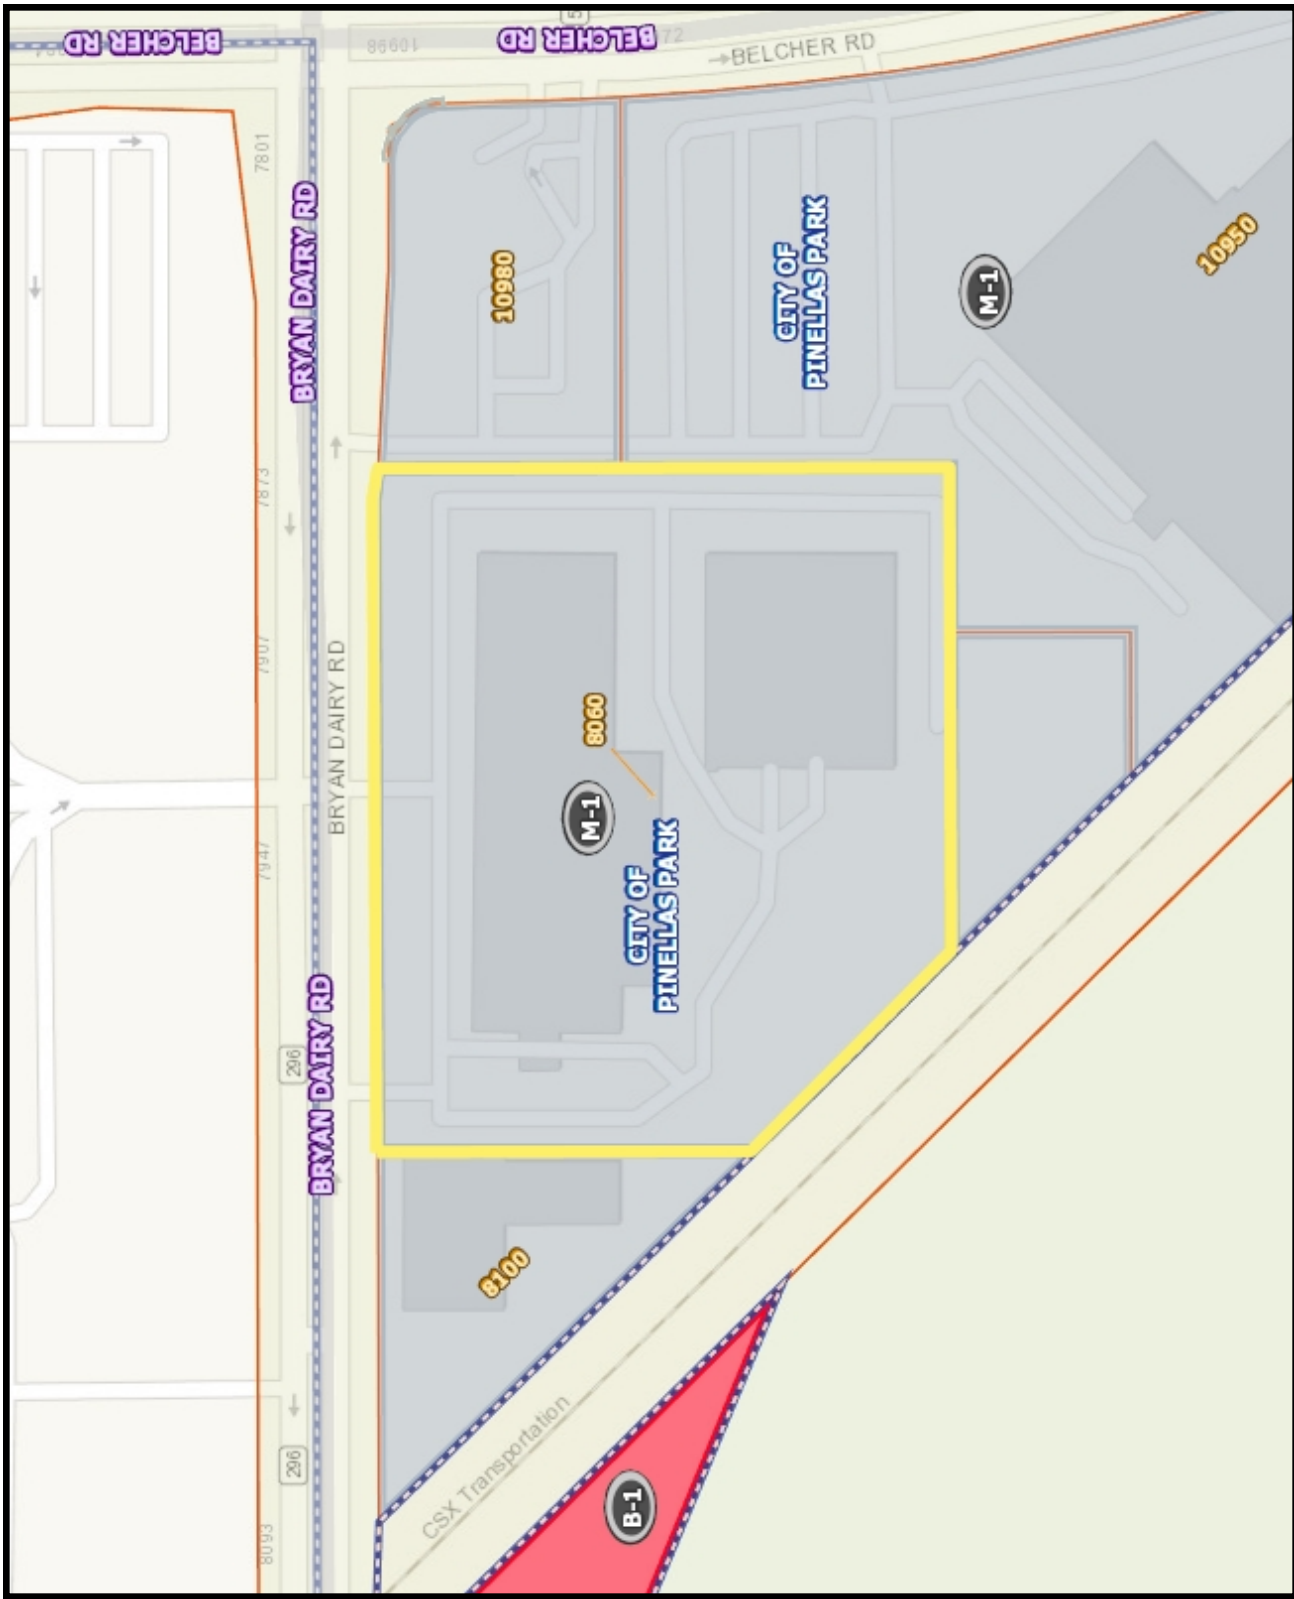 BELCHER RD
10998
BELCHER RD
72
BELCHER RD
7801
BRYAN DAIRY RD
10980
CITY OF
PINELLAS PARK
M-1
10950
7873
7907
BRYAN DAIRY RD
8060
M-1
CITY OF
PINELLAS PARK
7947
296
BRYAN DAIRY RD
8100
CSX Transportation
296
B-1
8093